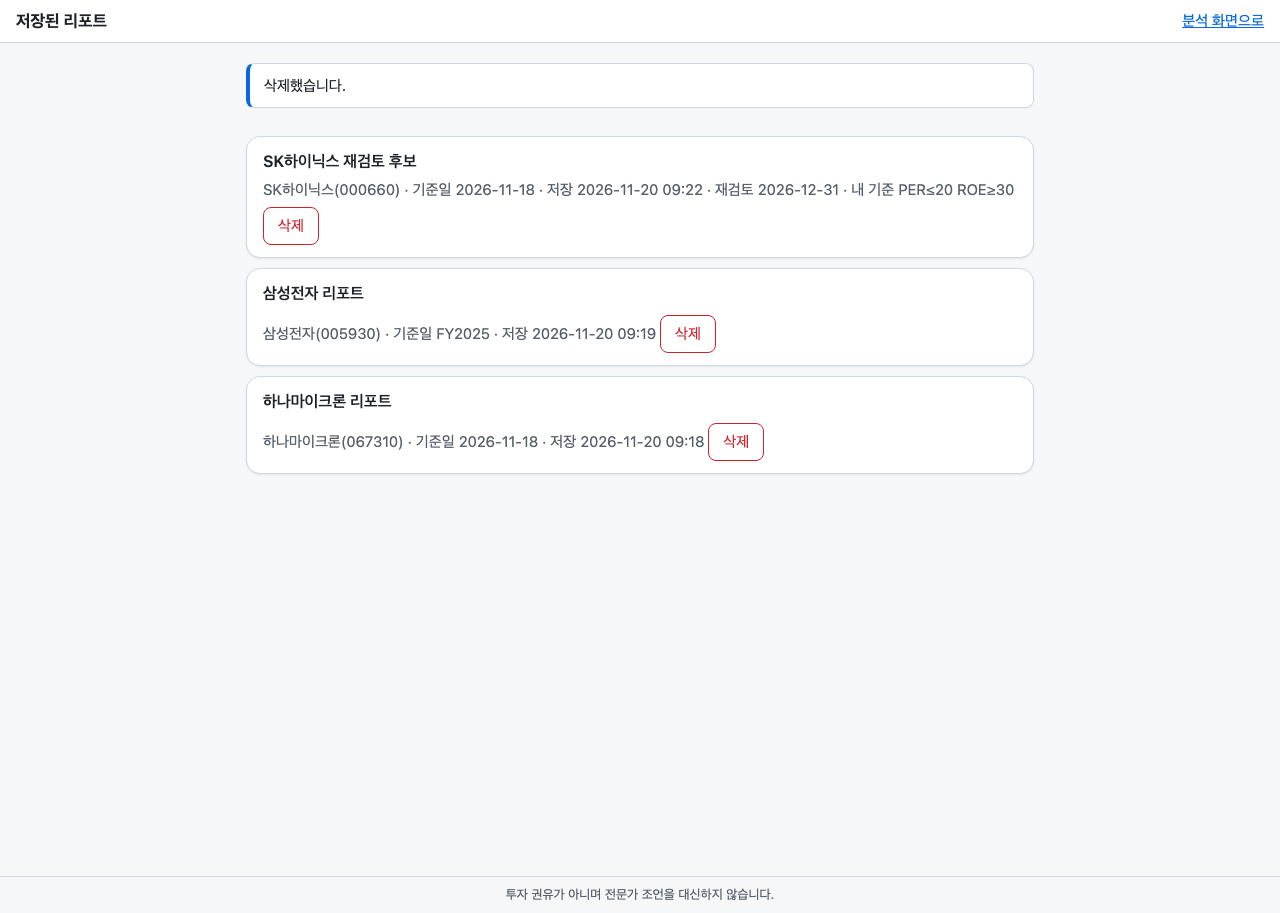 저장된 리포트
분석 화면으로
삭제했습니다.
SK하이닉스 재검토 후보
SK하이닉스(000660) · 기준일 2026-11-18 · 저장 2026-11-20 09:22 · 재검토 2026-12-31 · 내 기준 PER≤20 ROE≥30
삭제
삼성전자 리포트
삼성전자(005930) · 기준일 FY2025 · 저장 2026-11-20 09:19 삭제
하나마이크론 리포트
하나마이크론(067310) · 기준일 2026-11-18 · 저장 2026-11-20 09:18 삭제
투자 권유가 아니며 전문가 조언을 대신하지 않습니다.